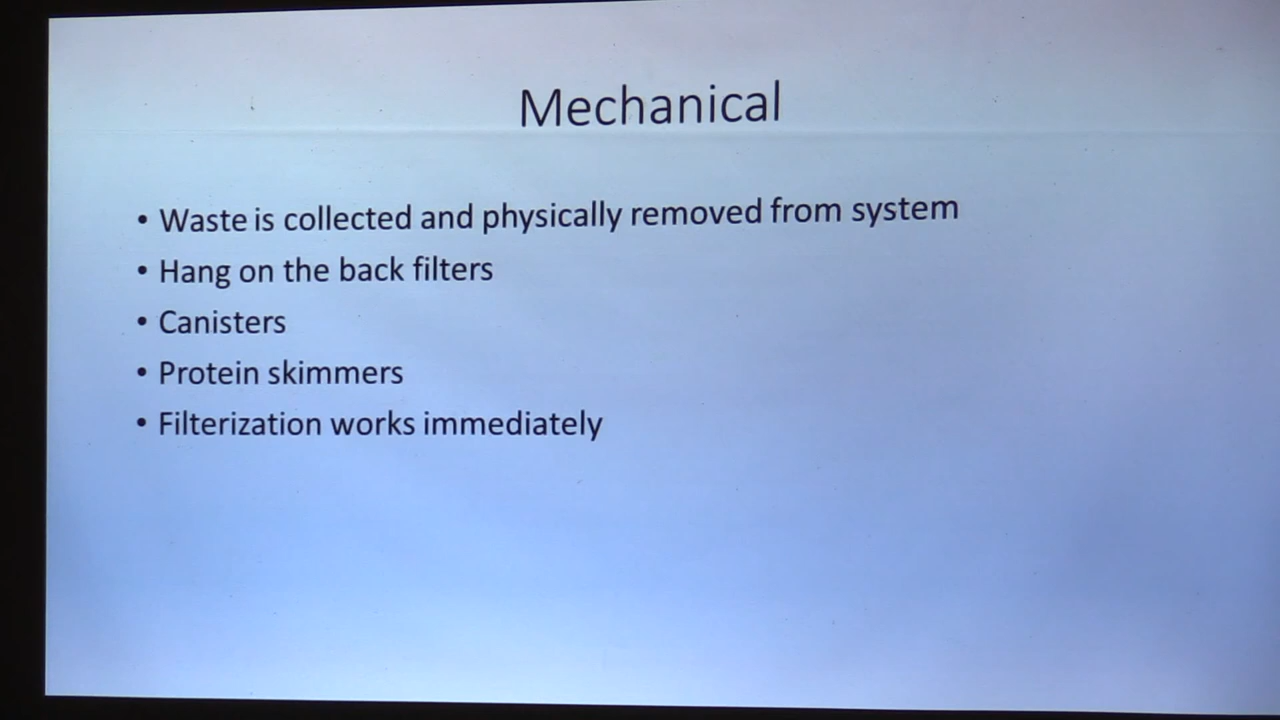 Mechanical
• Waste is collected and physically removed from system
• Hang on the back filters
• Canisters
• Protein skimmers
• Filterization works immediately